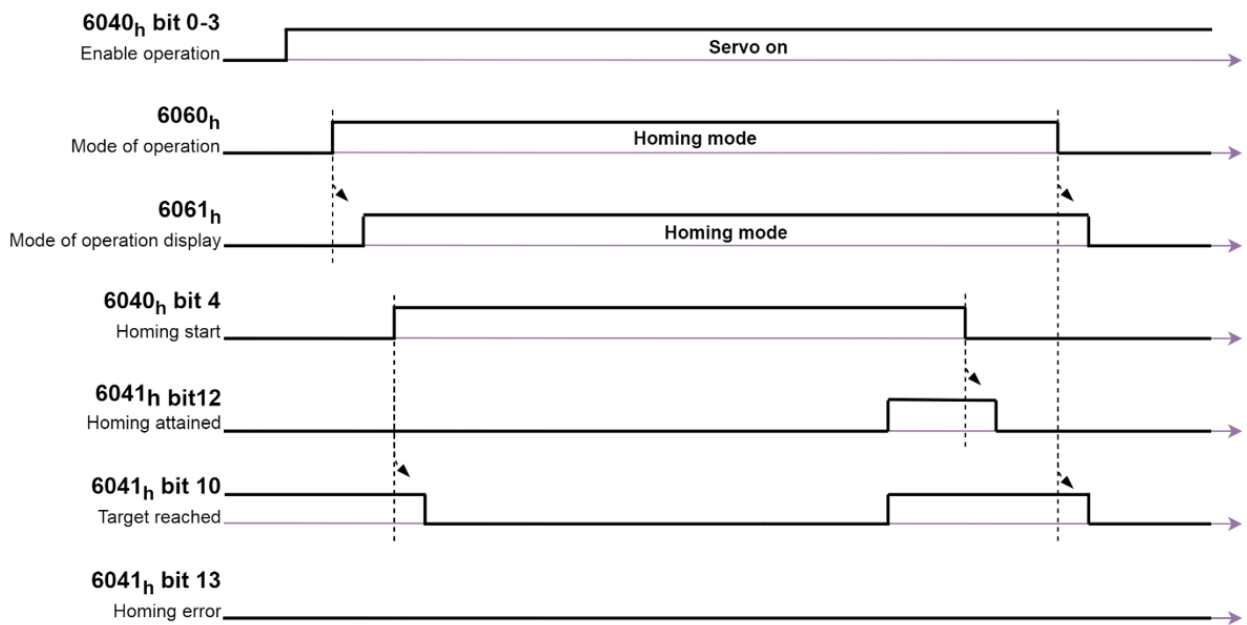 6040h bit 0-3
Enable operation
Servo on
6060h
Mode of operation
Homing mode
6061h
Mode of operation display
Homing mode
6040h bit 4
Homing start
6041h bit12
Homing attained
6041h bit 10
Target reached
6041h bit 13
Homing error